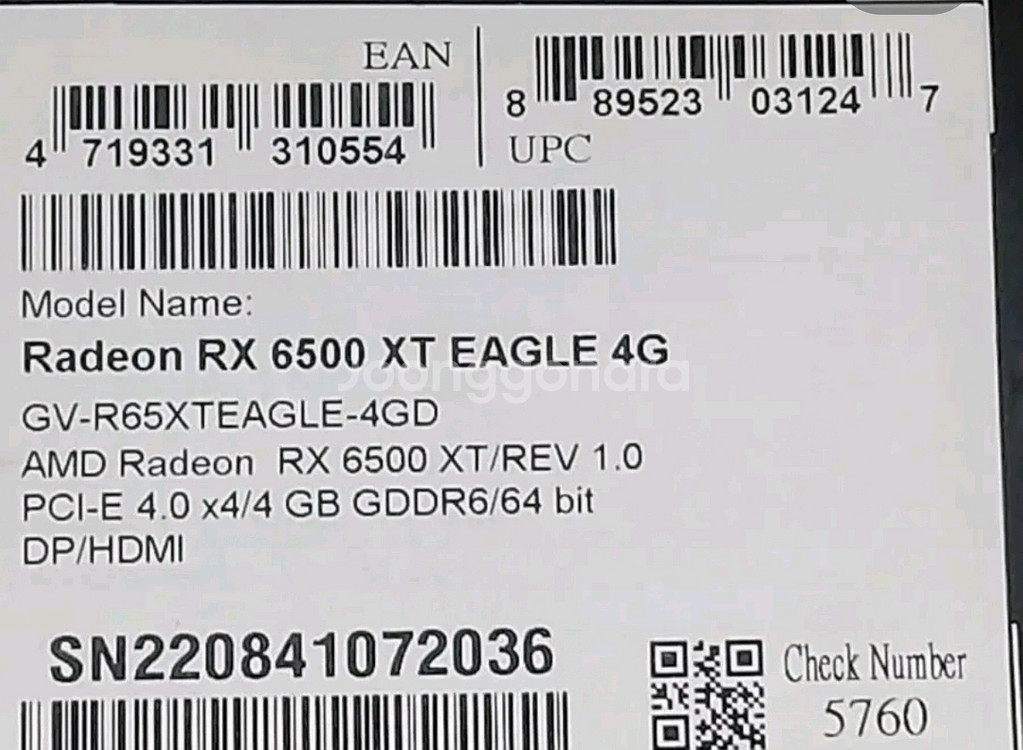 EAN
4 719331 310554
8 89523 03124 7
UPC
Model Name:
Radeon RX 6500 XT EAGLE 4G
Joonggonara
GV-R65XTEAGLE-4GD
AMD Radeon RX 6500 XT/REV 1.0
PCI-E 4.0 x4/4 GB GDDR6/64 bit
DP/HDMI
SN220841072036
Check Number
5760